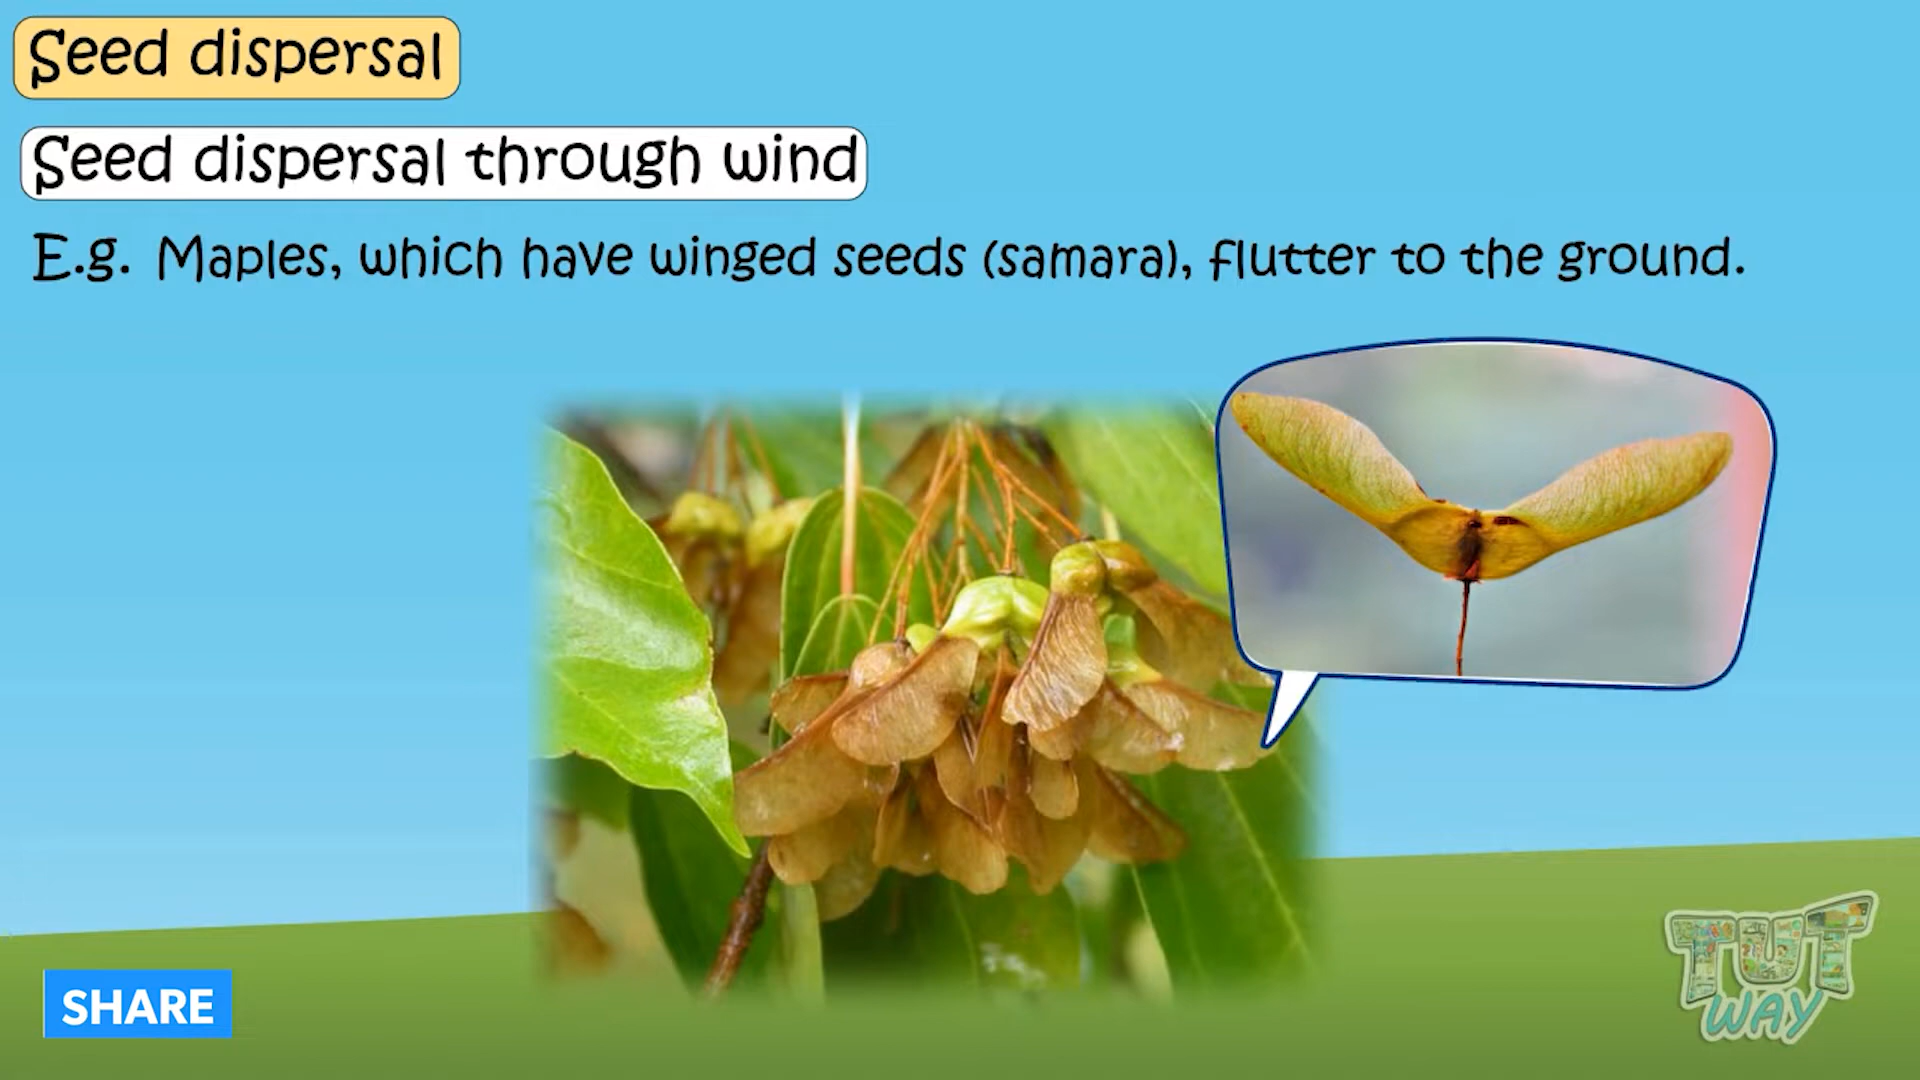 Seed dispersal
Seed dispersal through wind
E.g. Maples, which have winged seeds (samara), flutter to the ground.
SHARE
TUT
WAY